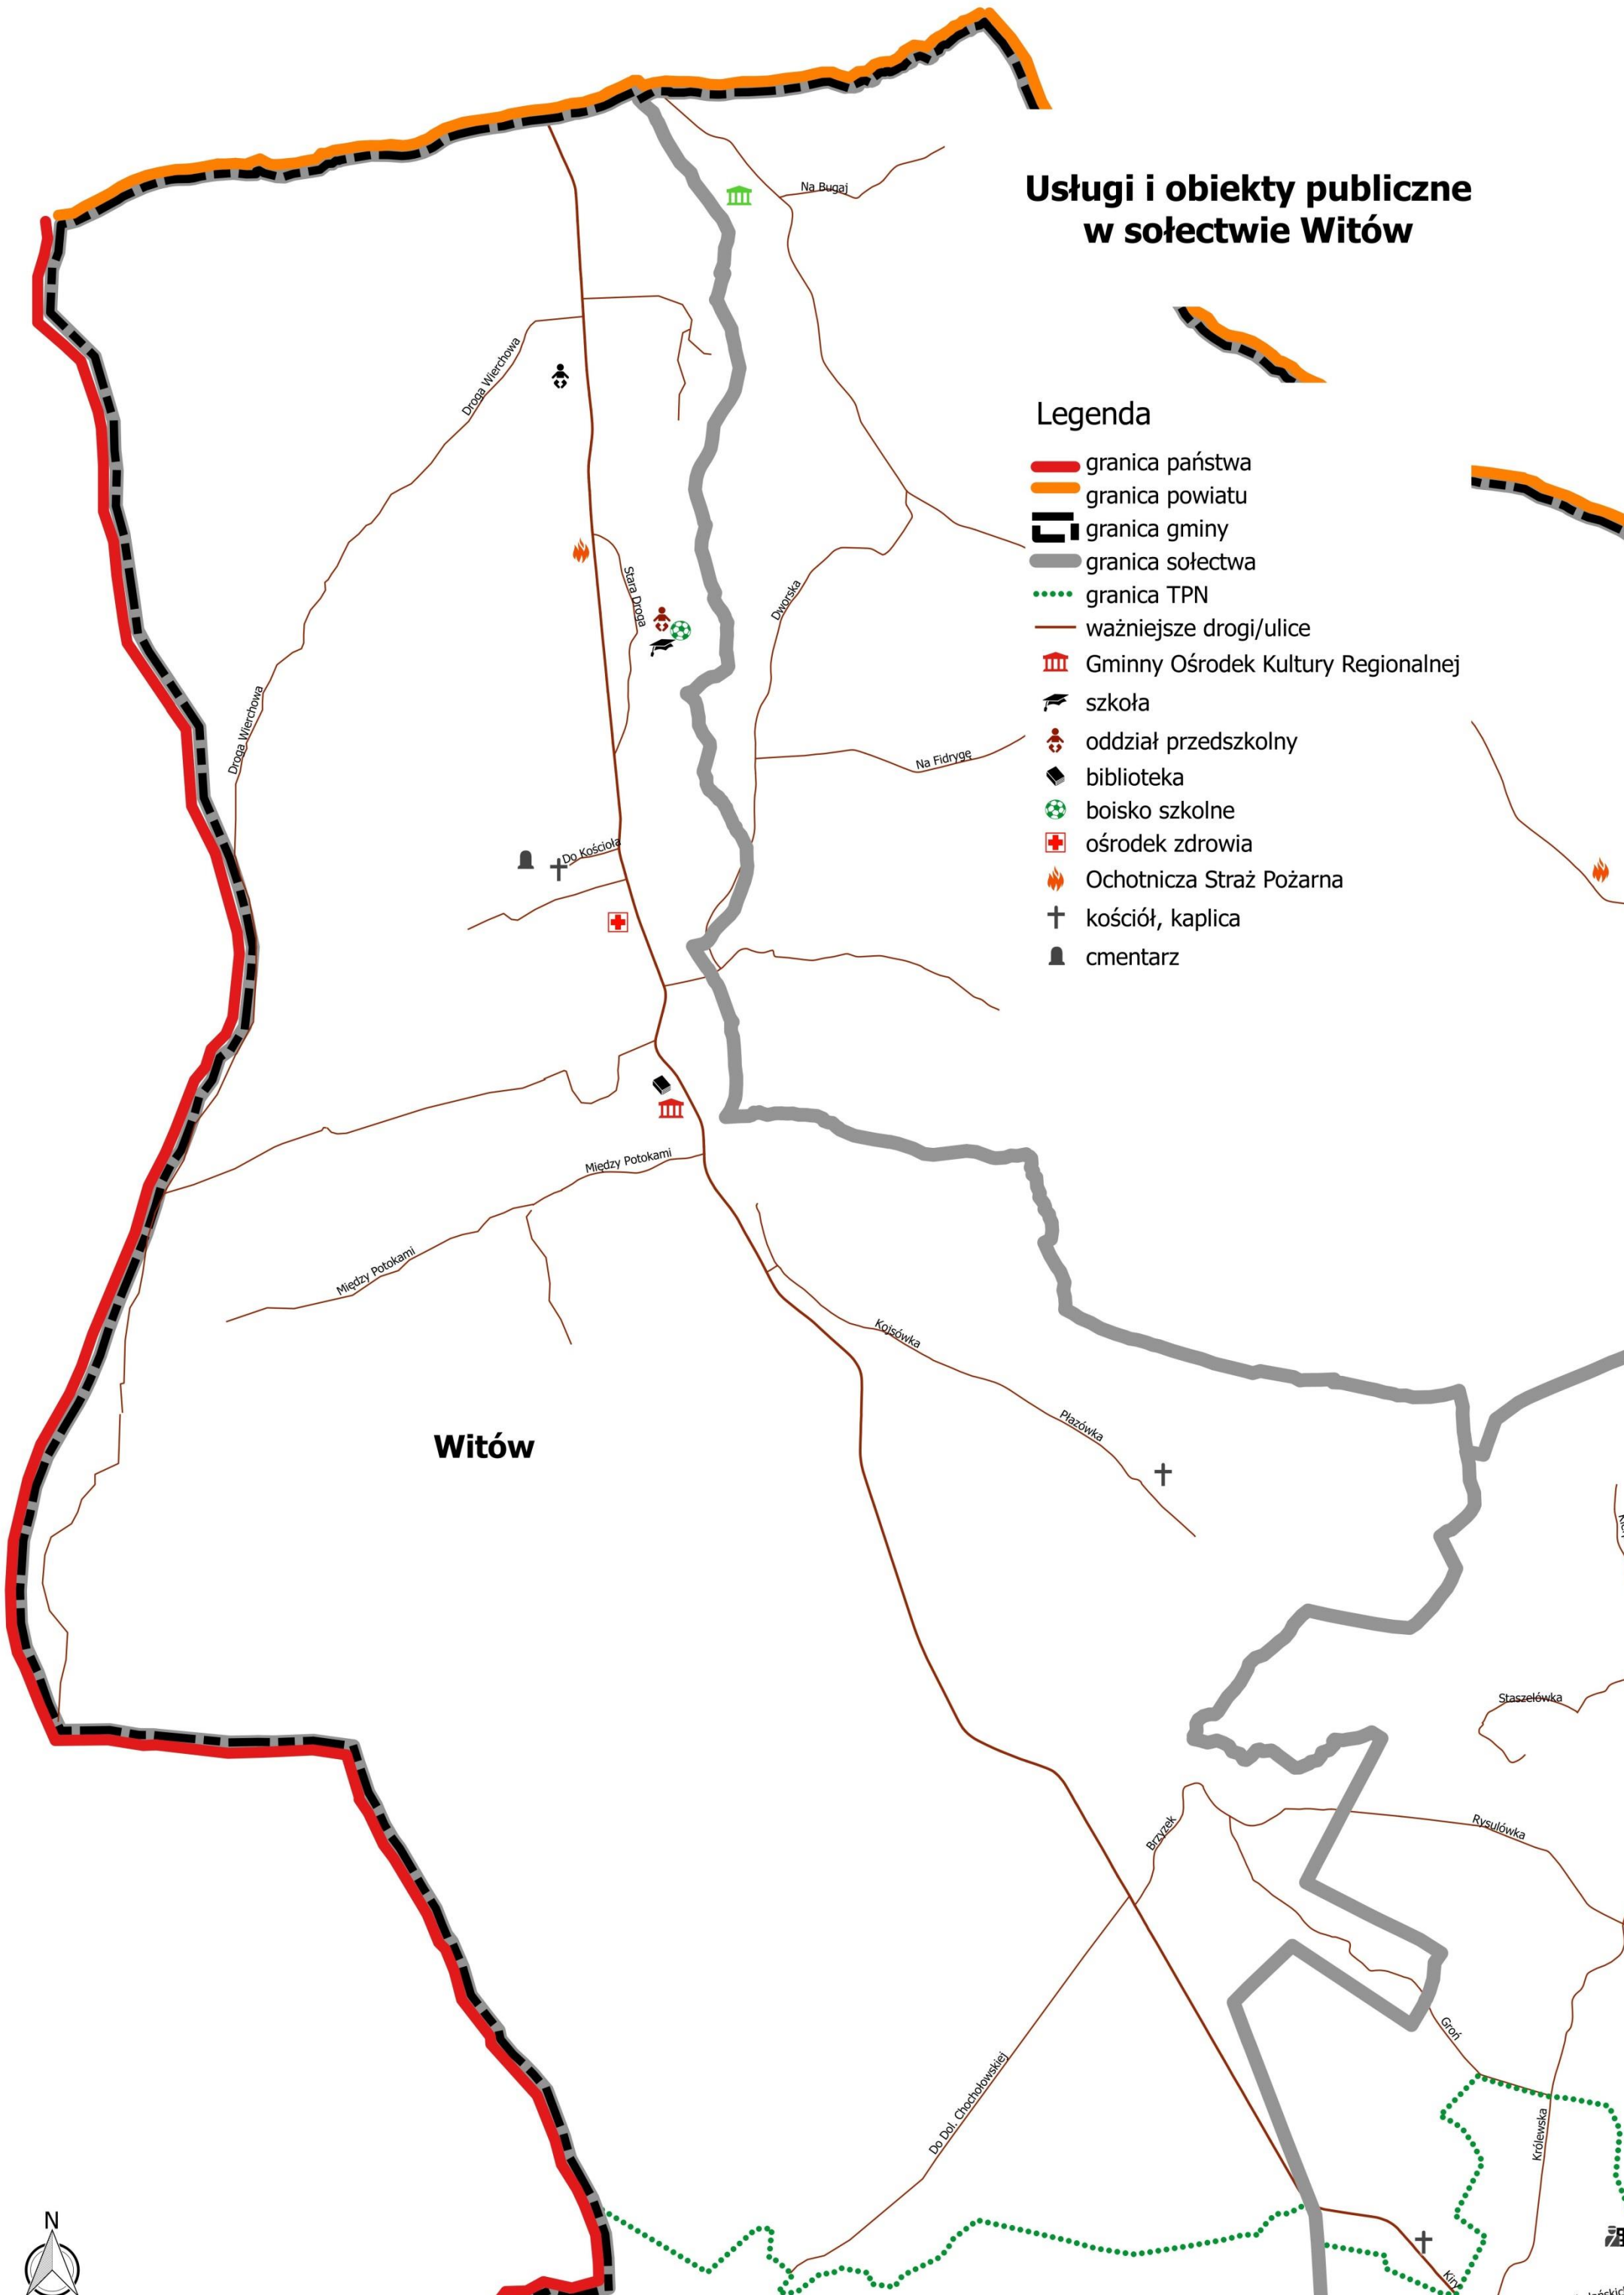 Usługi i obiekty publiczne
w sołectwie Witów
Na Bugaj
Droga Wierchowa
Legenda
granica państwa
granica powiatu
granica gminy
granica sołectwa
granica TPN
ważniejsze drogi/ulice
Gminny Ośrodek Kultury Regionalnej
szkoła
oddział przedszkolny
biblioteka
boisko szkolne
ośrodek zdrowia
Ochotnicza Straż Pożarna
kościół, kaplica
cmentarz
Stara Droga
Dworska
Droga Wierchowa
Na Fidrygę
Do Kościoła
Między Potokami
Między Potokami
Kojsówka
Płazówka
Witów
Staszelówka
Brzyzek
Rysulówka
Groń
Do Dol. Chochołowskiej
Królewska
N